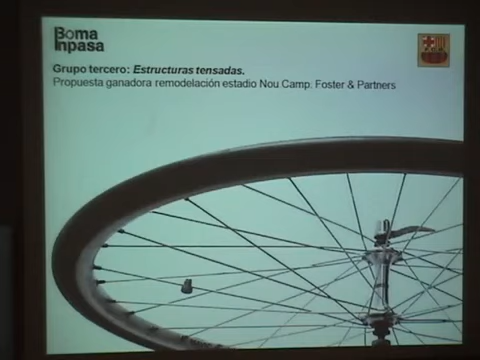 Boma
Inpasa
Grupo tercero: Estructuras tensadas.
Propuesta ganadora remodelación estadio Nou Camp. Foster & Partners